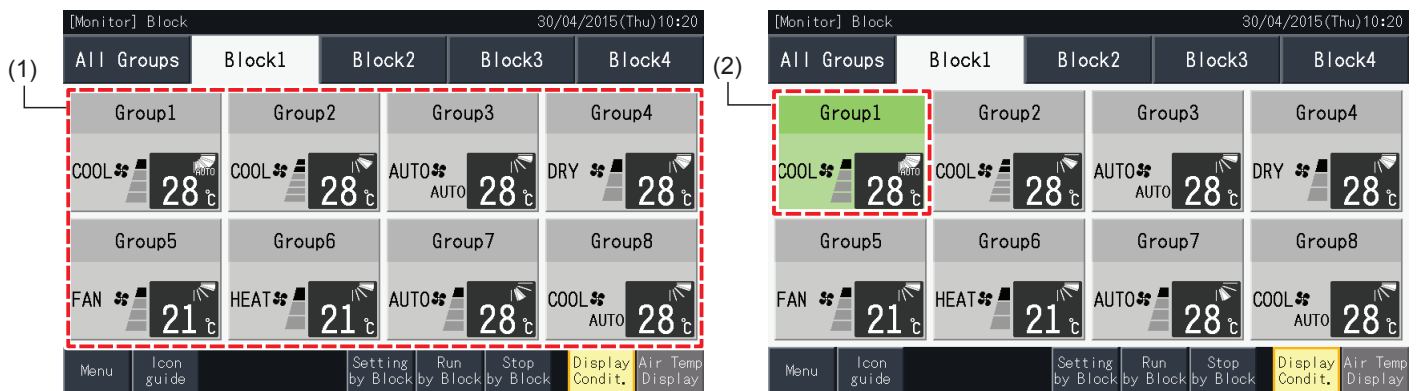 (1)
[Monitor] Block 30/04/2015(Thu)10:20
All Groups Block1 Block2 Block3 Block4
Group1 Group2 Group3 Group4
COOL AUTO 28 ℃ COOL 28 ℃ AUTO AUTO 28 ℃ DRY 28 ℃
Group5 Group6 Group7 Group8
FAN 21 ℃ HEAT 21 ℃ AUTO 28 ℃ COOL AUTO 28 ℃
Menu Icon guide Setting by Block Run by Block Stop by Block Display Condit. Air Temp Display
(2)
[Monitor] Block 30/04/2015(Thu)10:20
All Groups Block1 Block2 Block3 Block4
Group1 Group2 Group3 Group4
COOL AUTO 28 ℃ COOL 28 ℃ AUTO AUTO 28 ℃ DRY 28 ℃
Group5 Group6 Group7 Group8
FAN 21 ℃ HEAT 21 ℃ AUTO 28 ℃ COOL AUTO 28 ℃
Menu Icon guide Setting by Block Run by Block Stop by Block Display Condit. Air Temp Display